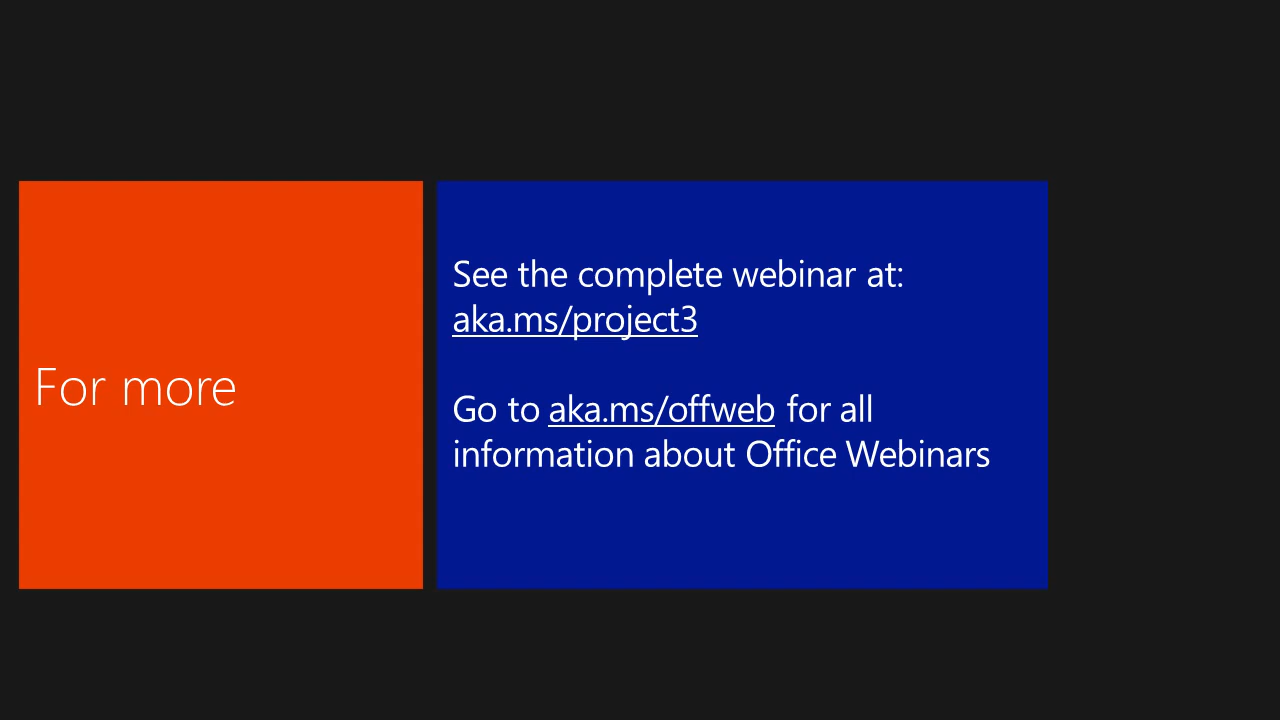 For more
See the complete webinar at:
aka.ms/project3
Go to aka.ms/offweb for all
information about Office Webinars